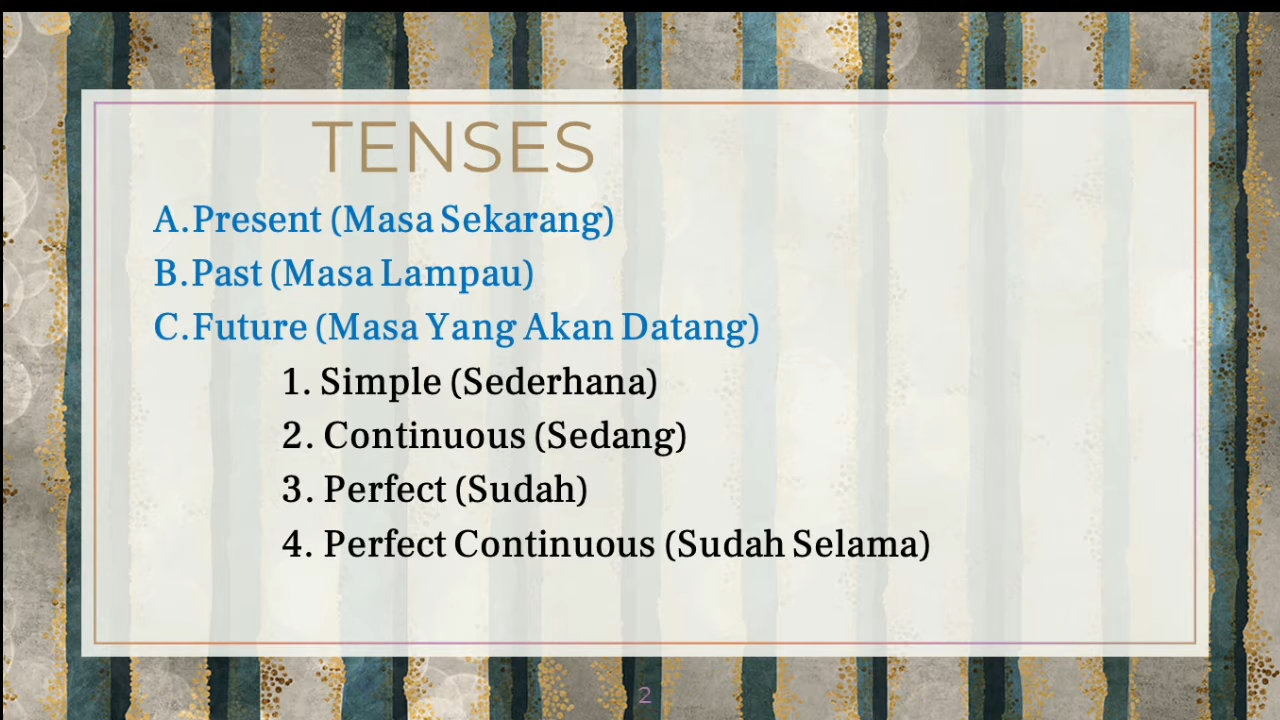 TENSES
A.Present (Masa Sekarang)
B.Past (Masa Lampau)
C.Future (Masa Yang Akan Datang)
1. Simple (Sederhana)
2. Continuous (Sedang)
3. Perfect (Sudah)
4. Perfect Continuous (Sudah Selama)
2